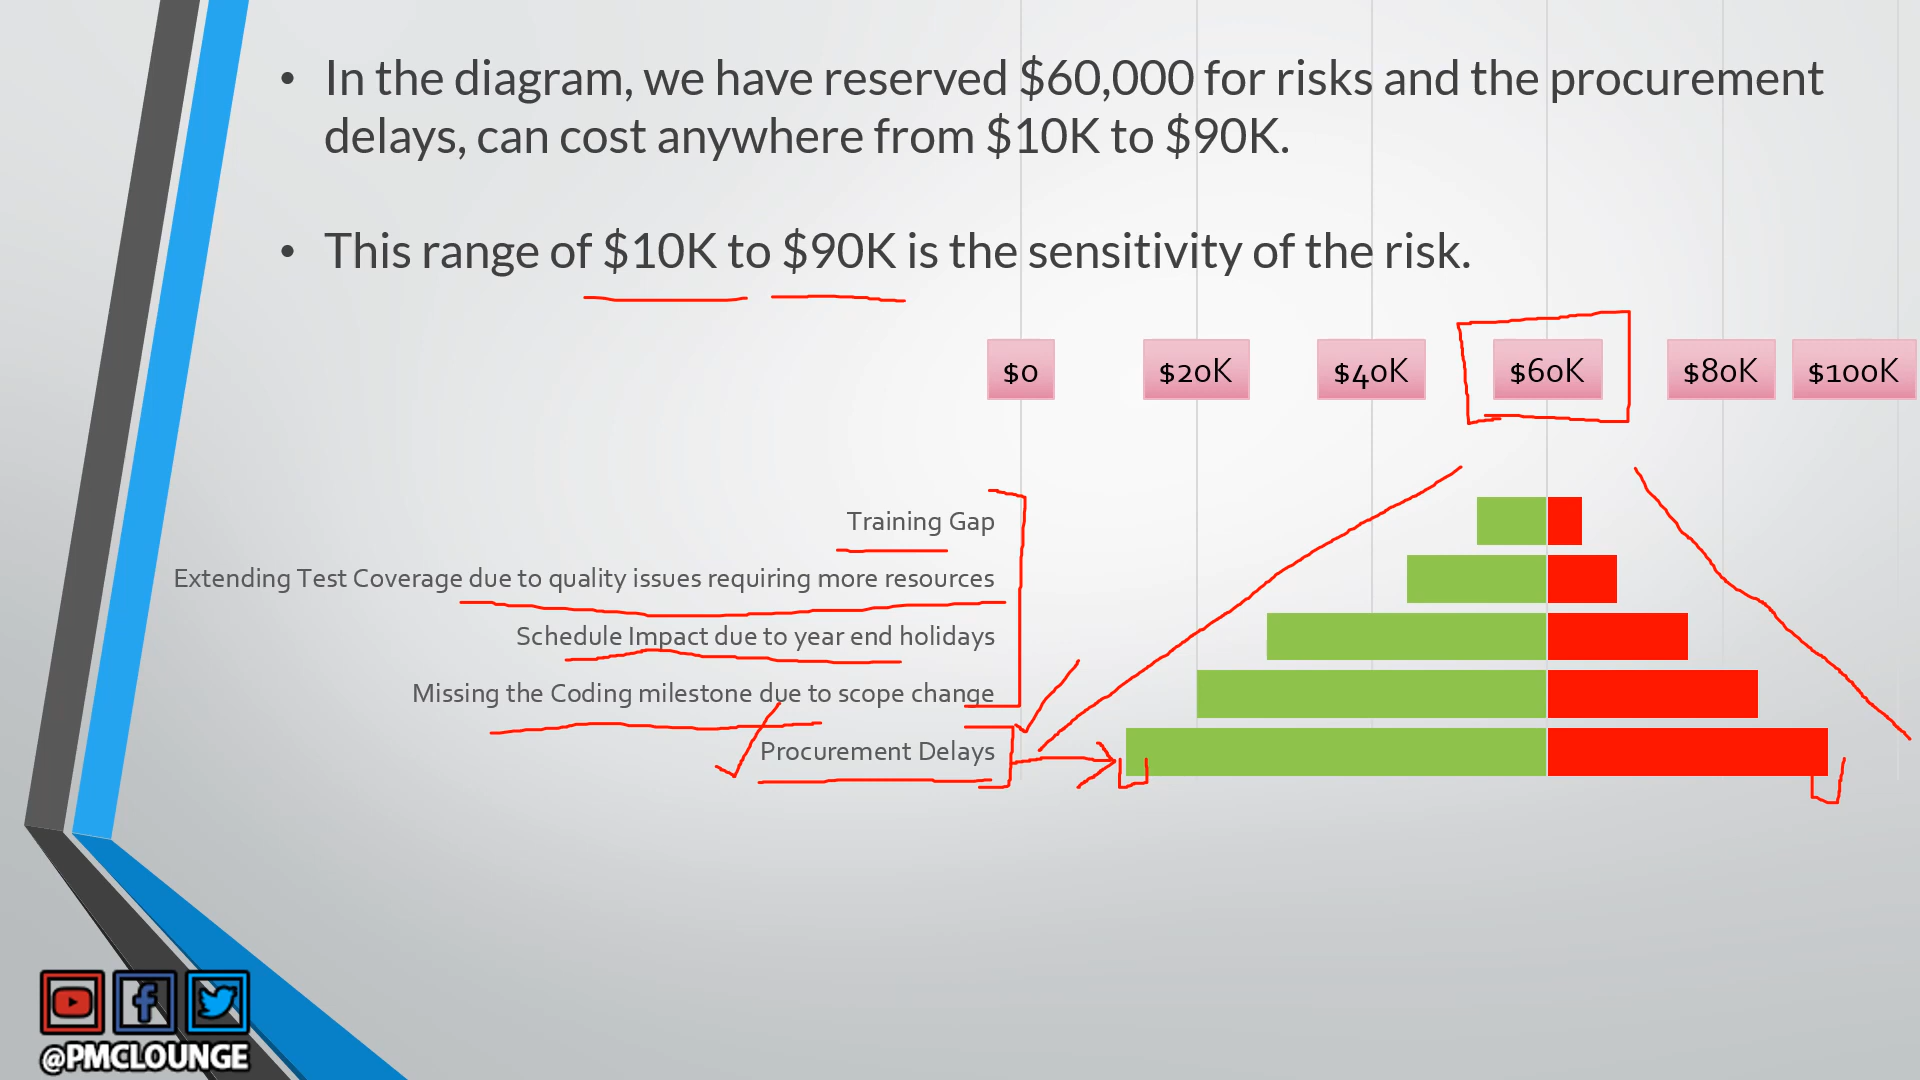 • In the diagram, we have reserved $60,000 for risks and the procurement
delays, can cost anywhere from $10K to $90K.
• This range of $10K to $90K is the sensitivity of the risk.
$0 $20K $40K $60K $80K $100K
Training Gap
Extending Test Coverage due to quality issues requiring more resources
Schedule Impact due to year end holidays
Missing the Coding milestone due to scope change
Procurement Delays
@PMCLOUNGE